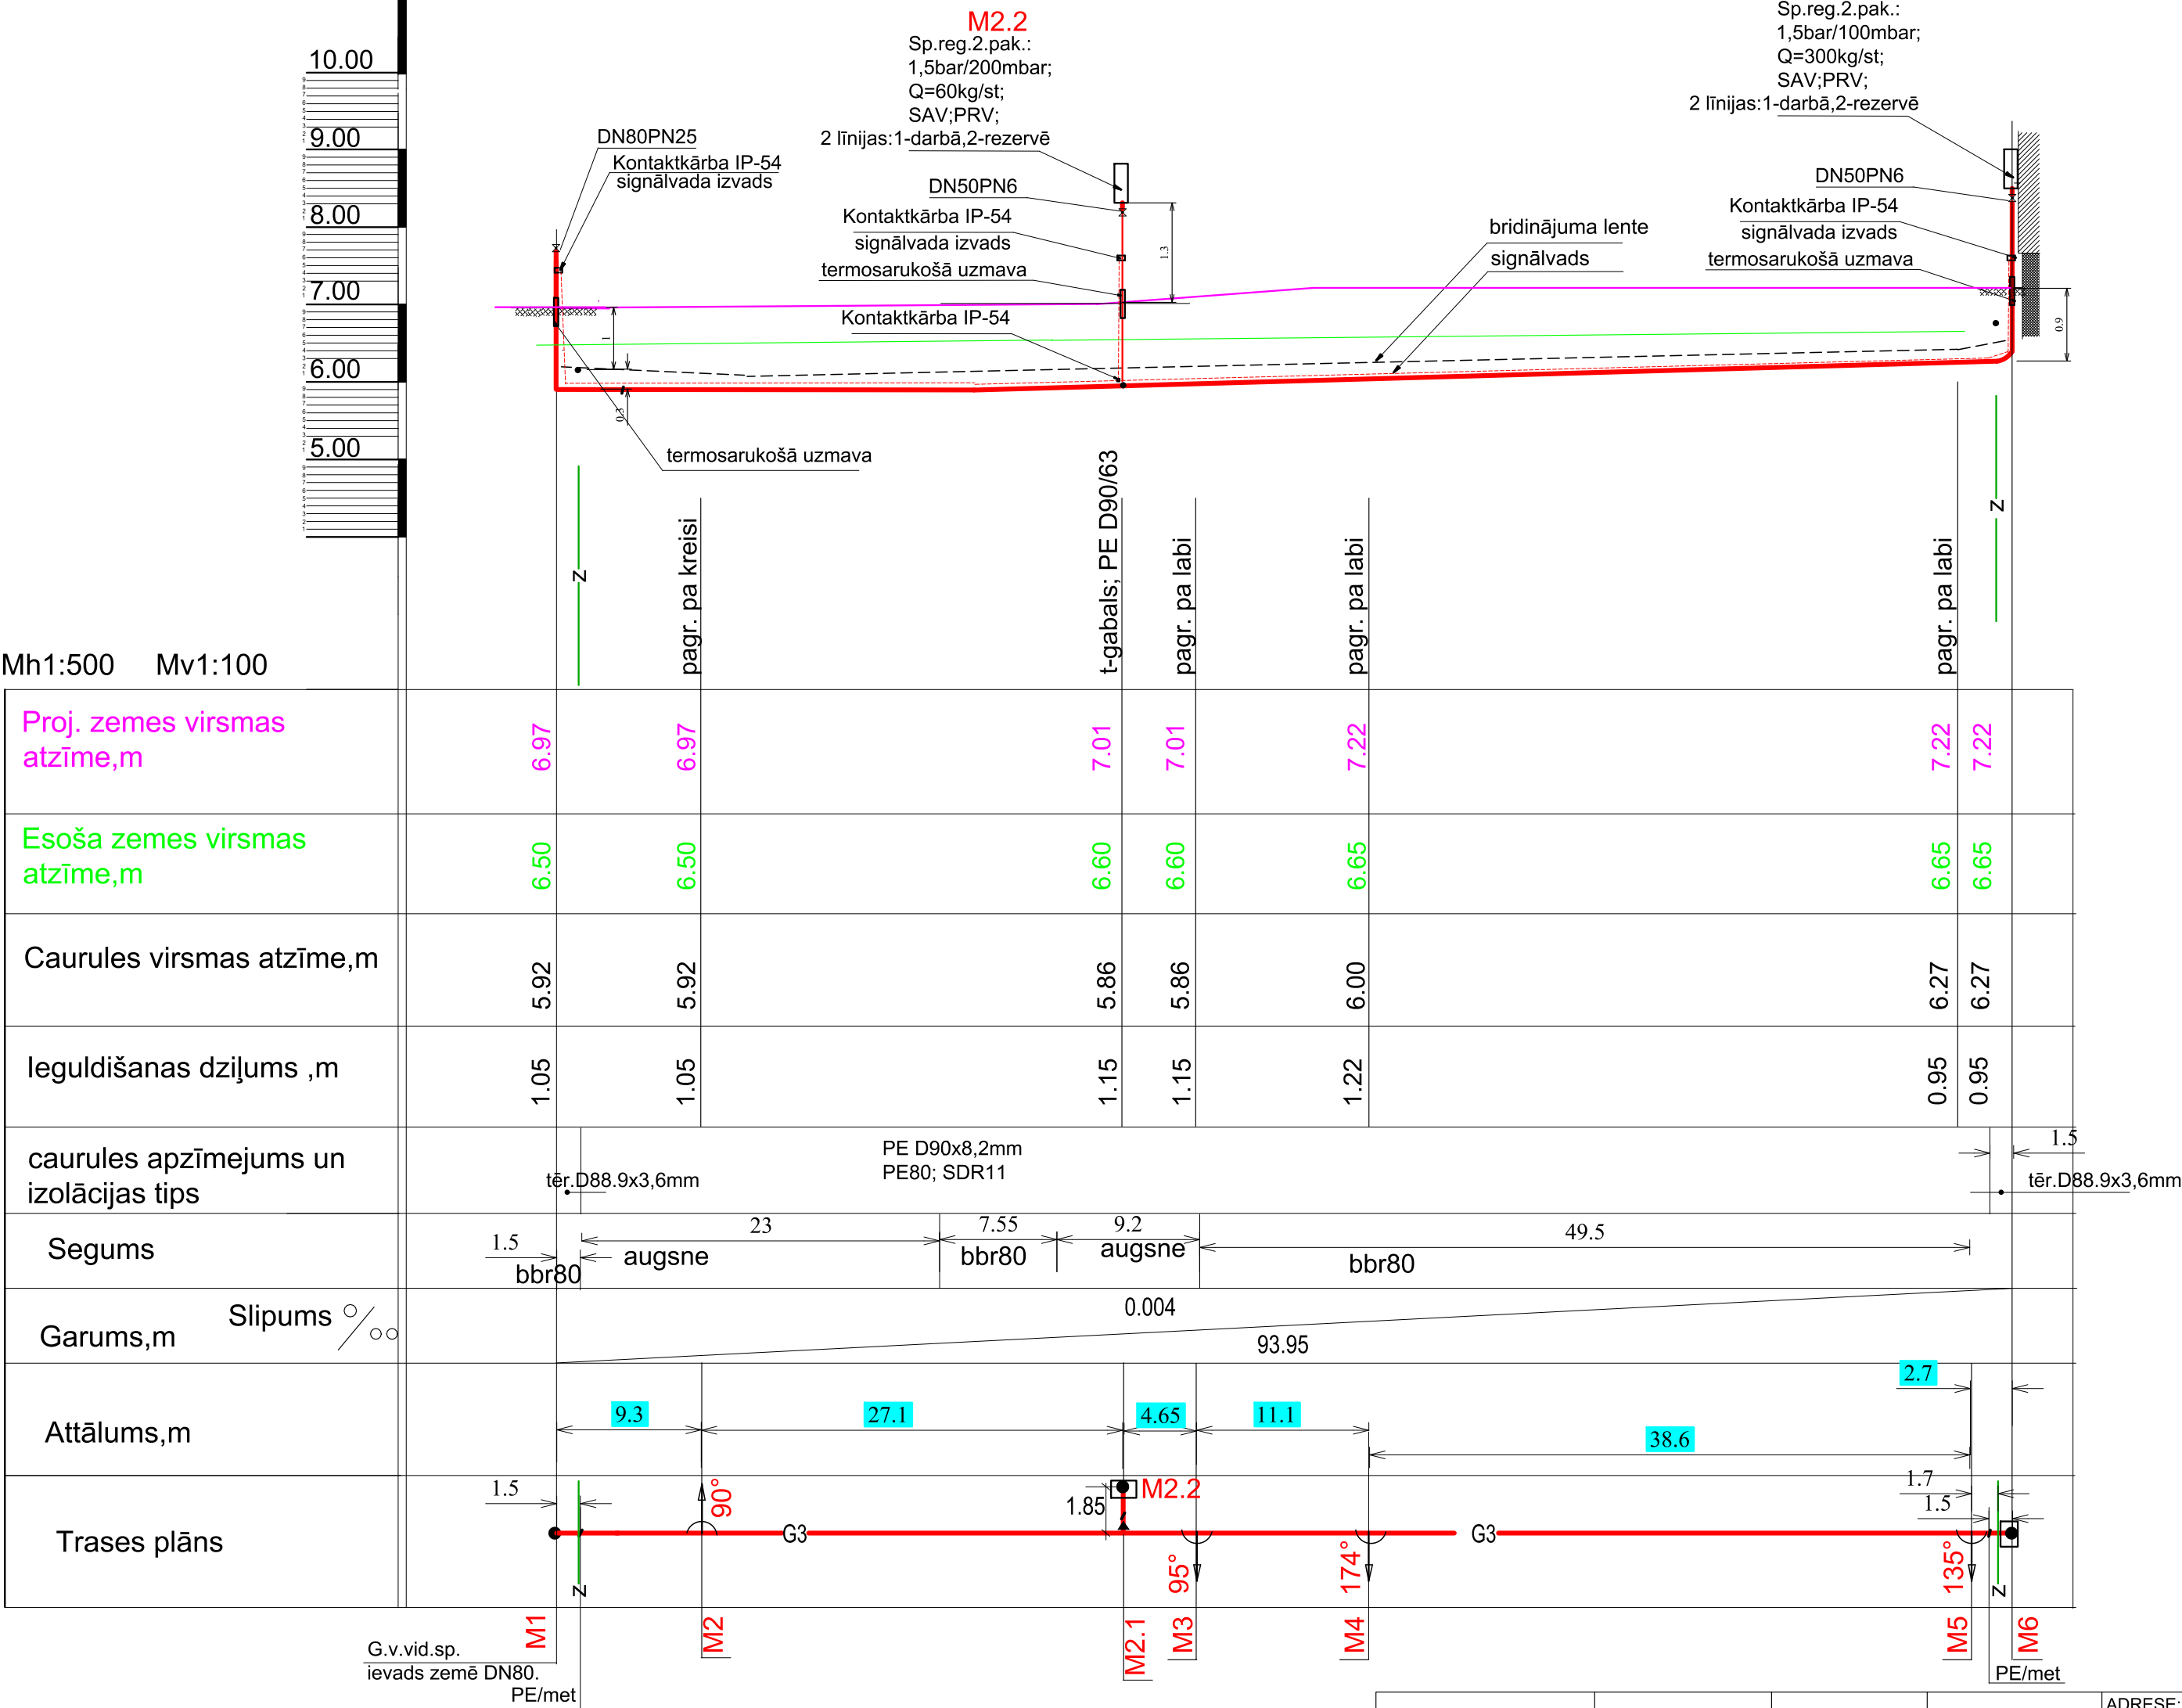 M2.2
Sp.reg.2.pak.:
1,5bar/200mbar;
Q=60kg/st;
SAV;PRV;
2 līnijas:1-darbā,2-rezervē
Sp.reg.2.pak.:
1,5bar/100mbar;
Q=300kg/st;
SAV;PRV;
2 līnijas:1-darbā,2-rezervē
10.00
9.00
8.00
7.00
6.00
5.00
DN80PN25
Kontaktkārba IP-54
signālvada izvads
DN50PN6
Kontaktkārba IP-54
signālvada izvads
termosarukošā uzmava
Kontaktkārba IP-54
1.3
bridinājuma lente
signālvads
DN50PN6
Kontaktkārba IP-54
signālvada izvads
termosarukošā uzmava
0.9
1
0.3
termosarukošā uzmava
z
pagr. pa kreisi
t-gabals; PE D90/63
pagr. pa labi
pagr. pa labi
pagr. pa labi
z
Mh1:500 Mv1:100
Proj. zemes virsmas
atzīme,m
6.97 6.97 7.01 7.01 7.22 7.22 7.22
Esoša zemes virsmas
atzīme,m
6.50 6.50 6.60 6.60 6.65 6.65 6.65
Caurules virsmas atzīme,m
5.92 5.92 5.86 5.86 6.00 6.27 6.27
Ieguldišanas dziļums ,m
1.05 1.05 1.15 1.15 1.22 0.95 0.95
caurules apzīmejums un
izolācijas tips
tēr.D88.9x3,6mm
PE D90x8,2mm
PE80; SDR11
1.5
tēr.D88.9x3,6mm
Segums
1.5
bbr80
23
augsne
7.55
bbr80
9.2
augsne
49.5
bbr80
Slipums °/oo
Garums,m
0.004
93.95
Attālums,m
9.3 27.1 4.65 11.1 38.6 2.7
Trases plāns
1.5
z
90°
G3
1.85
M2.2
95°
174°
G3
135°
1.7
1.5
z
M1 M2 M2.1 M3 M4 M5 M6
G.v.vid.sp.
ievads zemē DN80.
PE/met
PE/met
ADRESE: